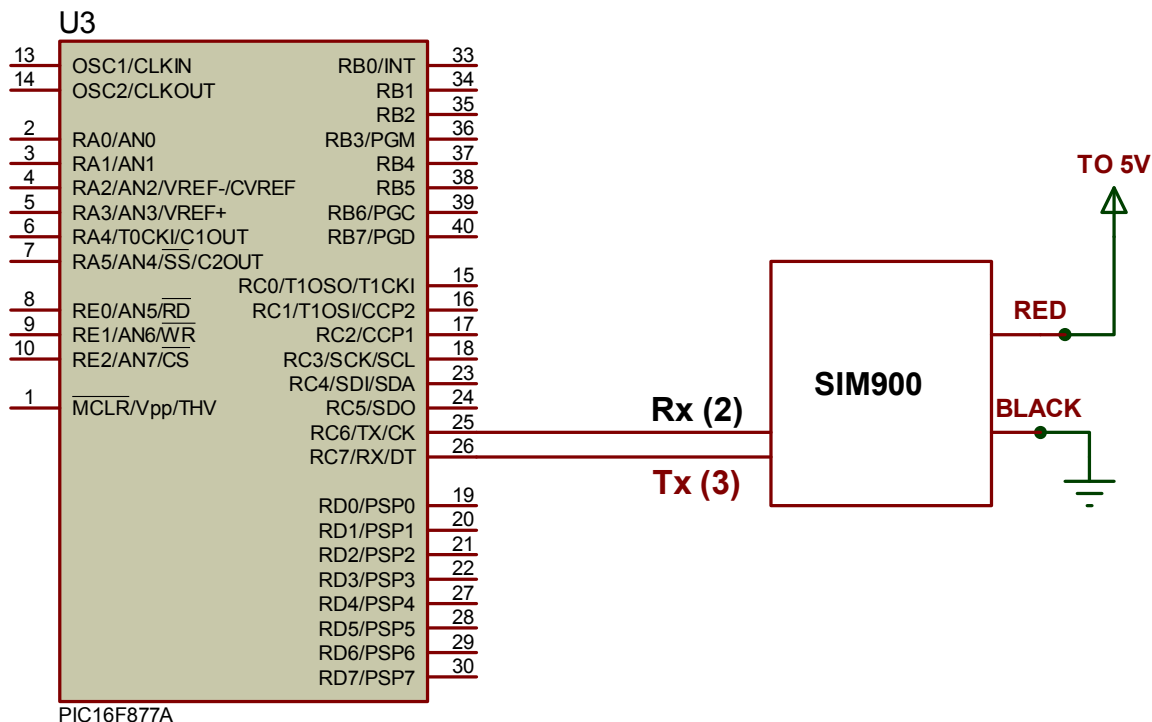 U3
13 OSC1/CLKIN
14 OSC2/CLKOUT
2 RA0/AN0
3 RA1/AN1
4 RA2/AN2/VREF-/CVREF
5 RA3/AN3/VREF+
6 RA4/T0CKI/C1OUT
7 RA5/AN4/SS/C2OUT
8 RE0/AN5/RD
9 RE1/AN6/WR
10 RE2/AN7/CS
1 MCLR/Vpp/THV
RB0/INT 33
RB1 34
RB2 35
RB3/PGM 36
RB4 37
RB5 38
RB6/PGC 39
RB7/PGD 40
RC0/T1OSO/T1CKI 15
RC1/T1OSI/CCP2 16
RC2/CCP1 17
RC3/SCK/SCL 18
RC4/SDI/SDA 23
RC5/SDO 24
RC6/TX/CK 25
RC7/RX/DT 26
RD0/PSP0 19
RD1/PSP1 20
RD2/PSP2 21
RD3/PSP3 22
RD4/PSP4 27
RD5/PSP5 28
RD6/PSP6 29
RD7/PSP7 30
PIC16F877A
Rx (2)
Tx (3)
SIM900
TO 5V
RED
BLACK